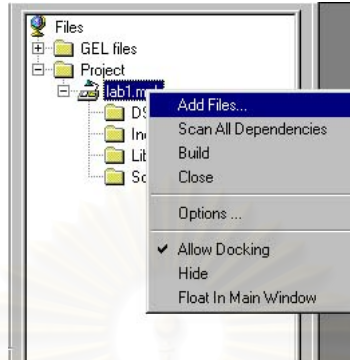 Files
GEL files
Project
lab1.m
Add Files...
Scan All Dependencies
Build
Close
Options ...
Allow Docking
Hide
Float In Main Window